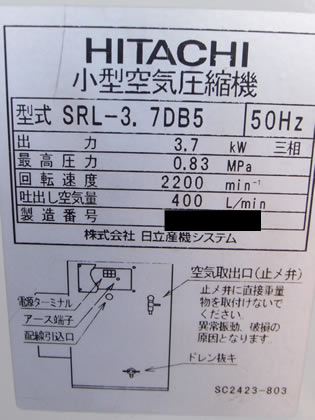 HITACHI
小型空気圧縮機
型式 SRL-3.7DB5 50Hz
出力 3.7 kW 三相
最高圧力 0.83 MPa
回転速度 2200 min⁻¹
吐出し空気量 400 L/min
製造番号
株式会社 日立産機システム
空気取出口(止メ弁)
止メ弁に直接重量
物を取付けないで
ください。
異常振動、破損の
原因となります。
電源ターミナル
アース端子
配線引込口
ドレン抜キ
SC2423-803